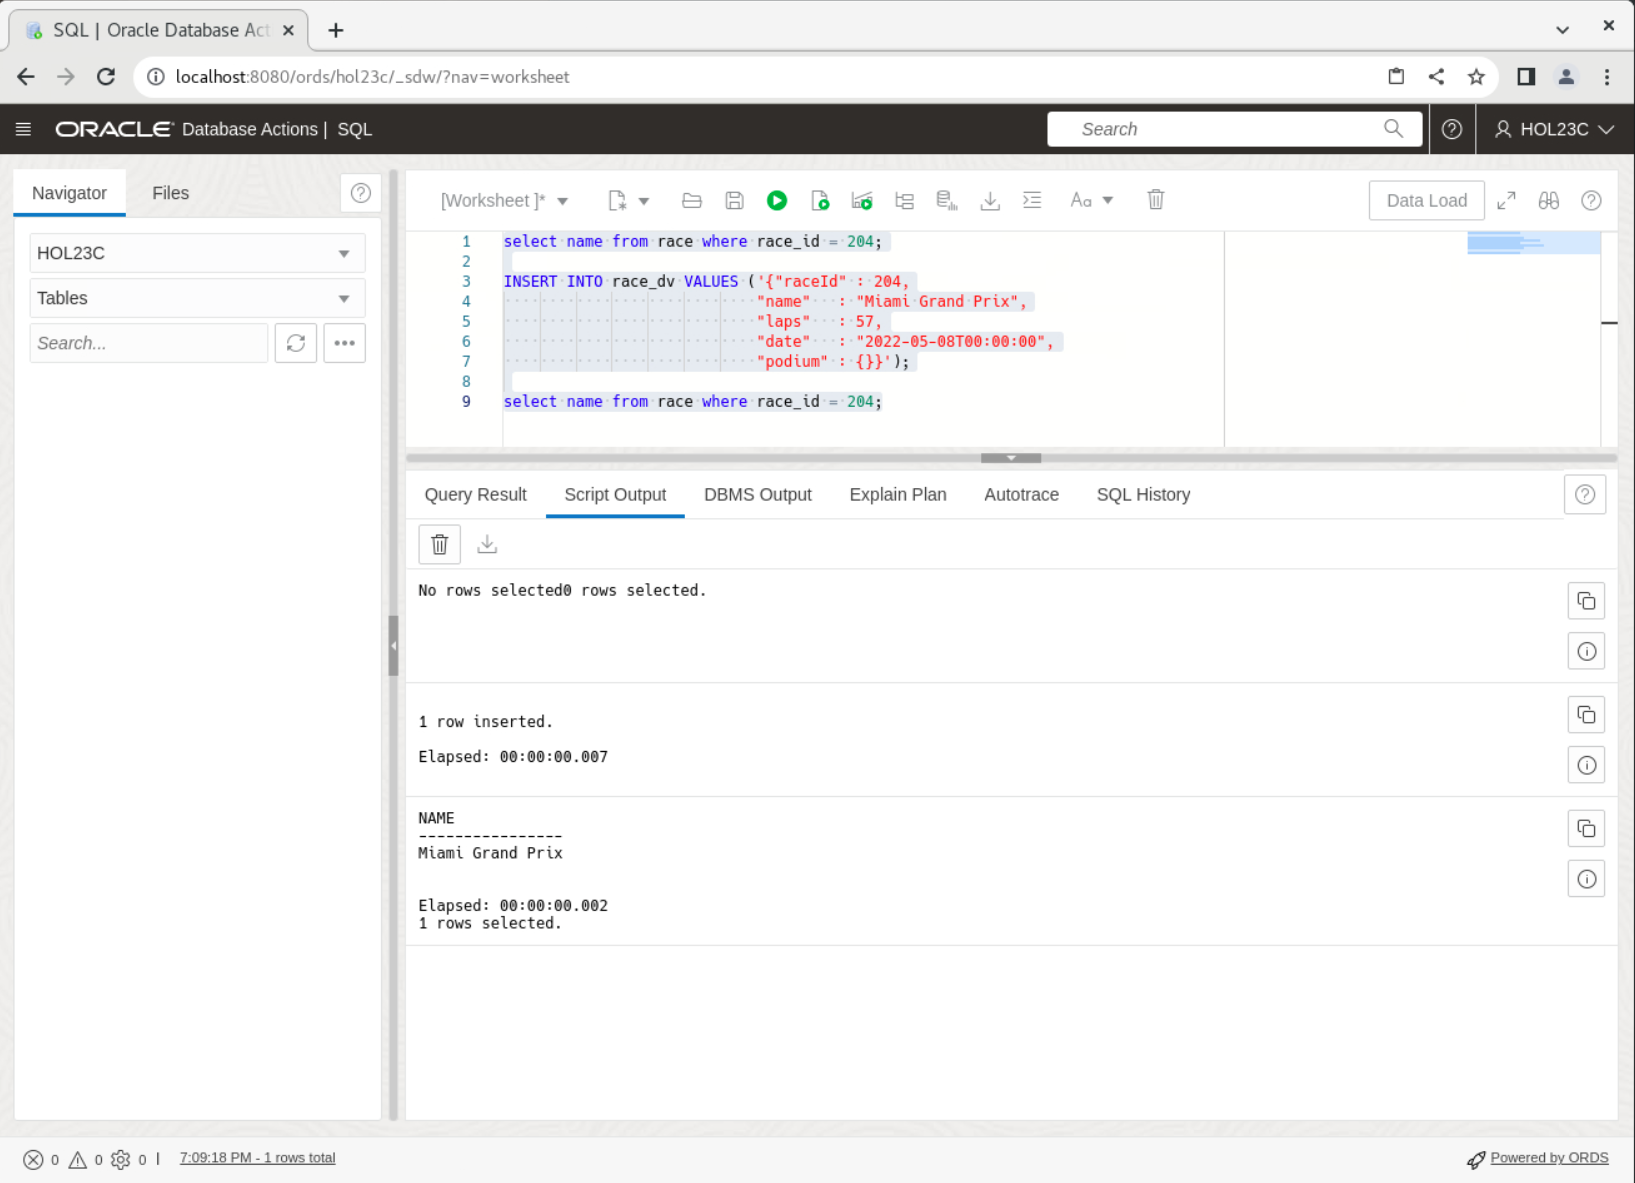 SQL | Oracle Database Act
localhost:8080/ords/hol23c/_sdw/?nav=worksheet
ORACLE Database Actions | SQL
Search
HOL23C
Navigator
Files
HOL23C
Tables
Search...
[Worksheet ]*
Aa
Data Load
1 select name from race where race_id = 204;
2
3 INSERT INTO race_dv VALUES ('{"raceId" : 204,
4 "name" : "Miami Grand Prix",
5 "laps" : 57,
6 "date" : "2022-05-08T00:00:00",
7 "podium" : {}}');
8
9 select name from race where race_id = 204;
Query Result
Script Output
DBMS Output
Explain Plan
Autotrace
SQL History
No rows selected0 rows selected.
1 row inserted.
Elapsed: 00:00:00.007
NAME
----------------
Miami Grand Prix
Elapsed: 00:00:00.002
1 rows selected.
0 0 0 | 7:09:18 PM - 1 rows total
Powered by ORDS